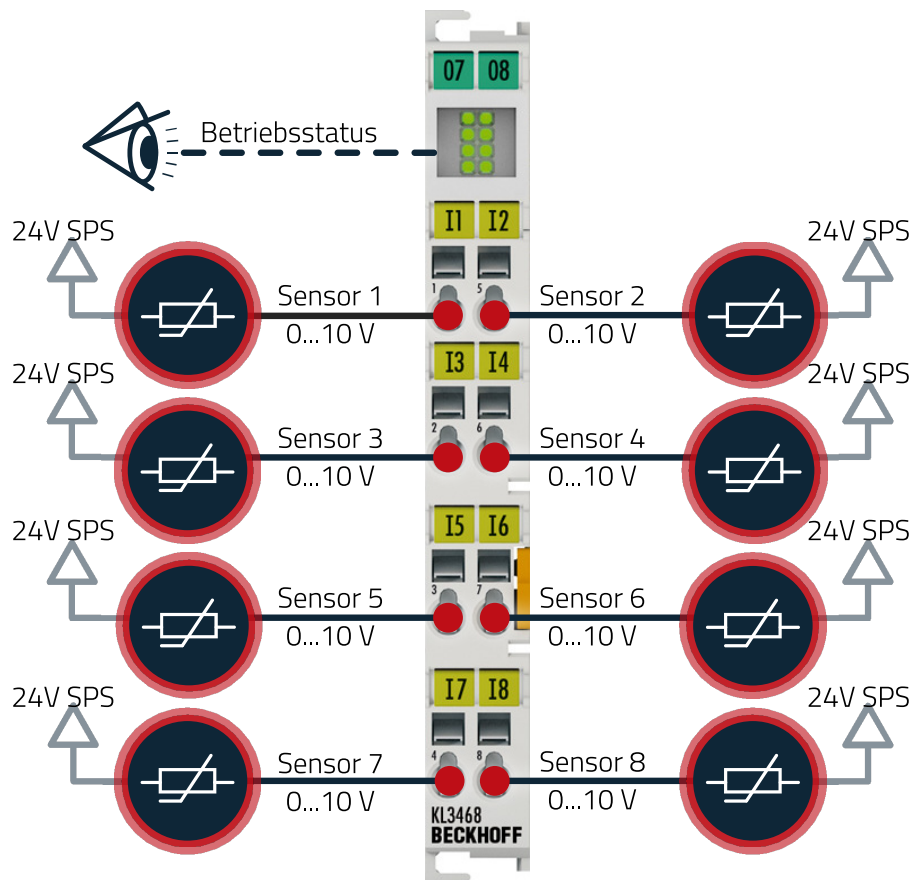 07 08
Betriebsstatus
I1 I2
24V SPS
24V SPS
1 5
Sensor 1
0...10 V
Sensor 2
0...10 V
I3 I4
24V SPS
24V SPS
2 6
Sensor 3
0...10 V
Sensor 4
0...10 V
I5 I6
24V SPS
24V SPS
3 7
Sensor 5
0...10 V
Sensor 6
0...10 V
I7 I8
24V SPS
24V SPS
4 8
Sensor 7
0...10 V
Sensor 8
0...10 V
KL3468
BECKHOFF